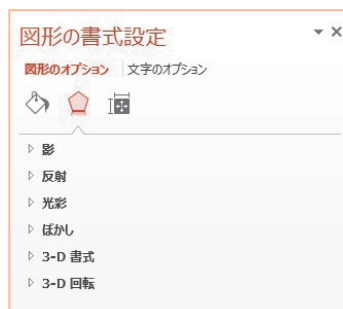 図形の書式設定
図形のオプション 文字のオプション
影
反射
光彩
ぼかし
3-D 書式
3-D 回転